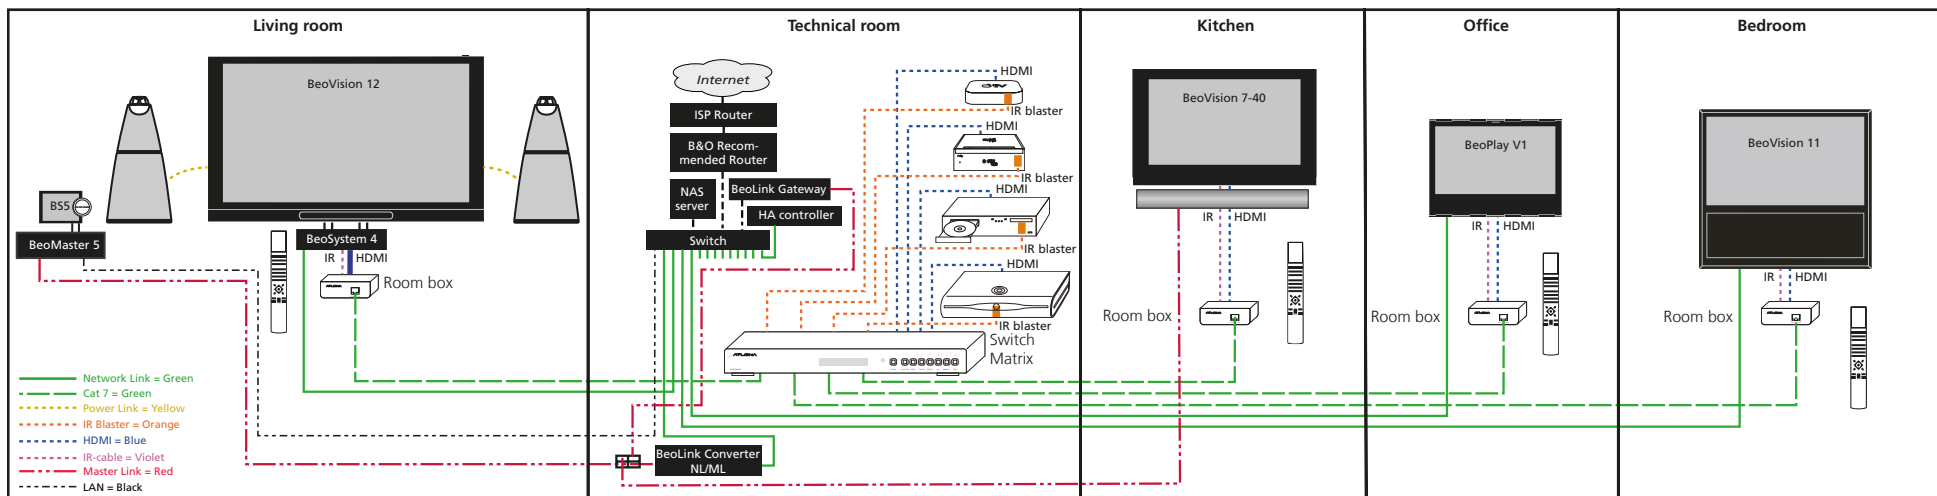 Living room
BeoVision 12
BS5
BeoMaster 5
BeoSystem 4
IR
HDMI
Room box
Network Link = Green
Cat 7 = Green
Power Link = Yellow
IR Blaster = Orange
HDMI = Blue
IR-cable = Violet
Master Link = Red
LAN = Black
Technical room
Internet
ISP Router
B&O Recom-
mended Router
NAS
server
BeoLink Gateway
HA controller
Switch
HDMI
IR blaster
HDMI
IR blaster
HDMI
IR blaster
HDMI
IR blaster
Switch
Matrix
BeoLink Converter
NL/ML
Kitchen
BeoVision 7-40
IR
HDMI
Room box
Office
BeoPlay V1
IR
HDMI
Room box
Bedroom
BeoVision 11
IR
HDMI
Room box